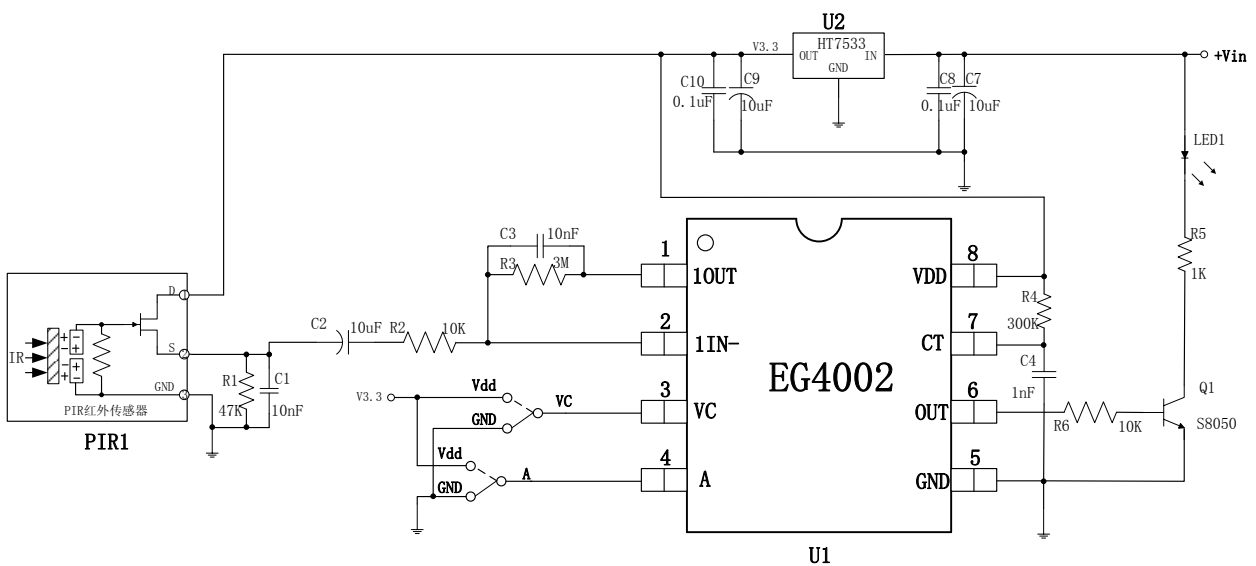 U2
HT7533
V3.3
OUT
IN
GND
+Vin
C10
0.1uF
C9
10uF
C8
0.1uF
C7
10uF
LED1
R5
1K
C3
10nF
R3
3M
1
1OUT
2
1IN-
3
VC
4
A
8
VDD
7
CT
6
OUT
5
GND
EG4002
U1
R4
300K
C4
1nF
R6
10K
Q1
S8050
D
S
GND
1
2
3
IR
+
-
-
+
+
-
-
+
PIR红外传感器
PIR1
R1
47K
C1
10nF
C2
10uF
R2
10K
V3.3
Vdd
GND
VC
Vdd
GND
A